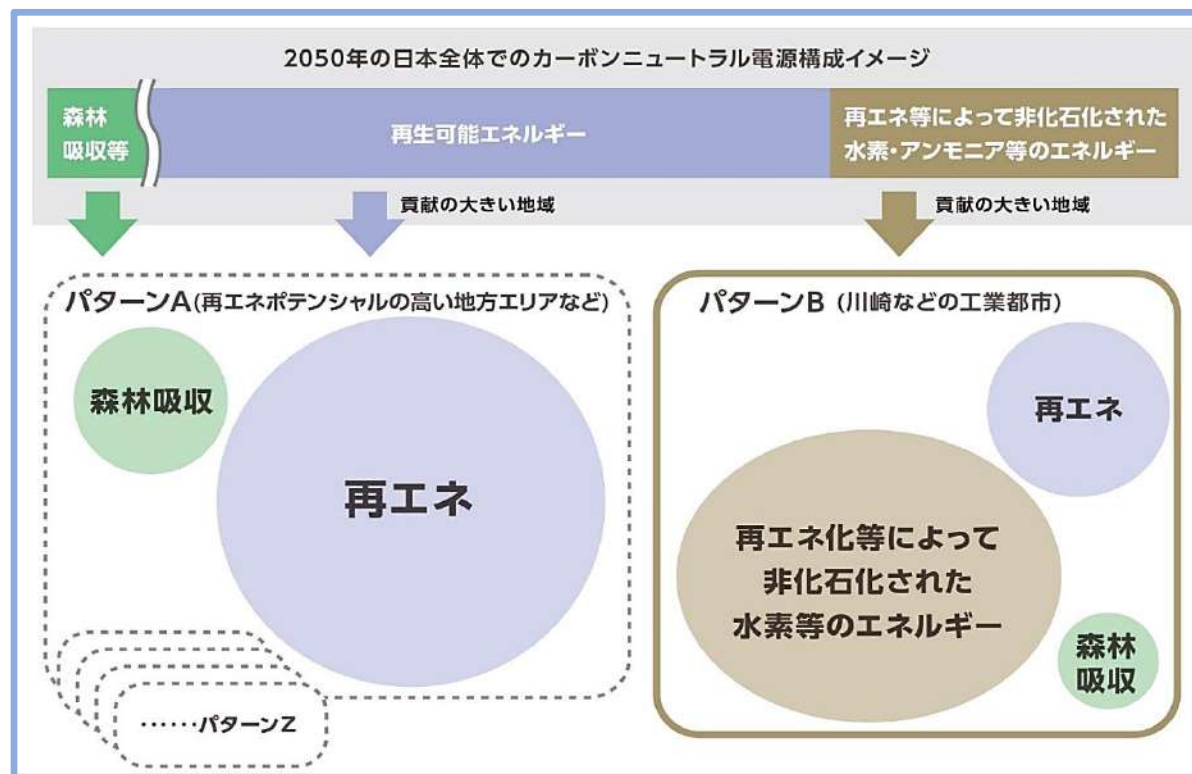 2050年の日本全体でのカーボンニュートラル電源構成イメージ
森林
吸収等
再生可能エネルギー
再エネ等によって非化石化された
水素・アンモニア等のエネルギー
貢献の大きい地域
貢献の大きい地域
パターンA(再エネポテンシャルの高い地方エリアなど)
森林吸収
再エネ
……パターンZ
パターンB (川崎などの工業都市)
再エネ
再エネ化等によって
非化石化された
水素等のエネルギー
森林
吸収